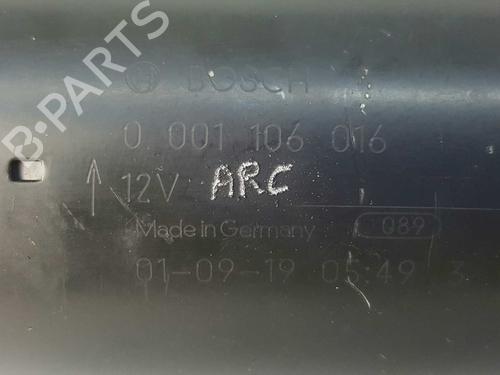 B-PARTS
BOSCH
0 001 106 016
12V ARC
Made in Germany 089
01-09-19 05:49 3